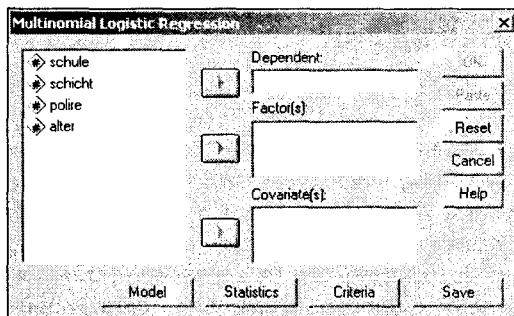 Multinomial Logistic Regression
schule
schicht
polire
alter
Dependent:
Factor(s):
Covariate(s):
OK
Paste
Reset
Cancel
Help
Model
Statistics
Criteria
Save